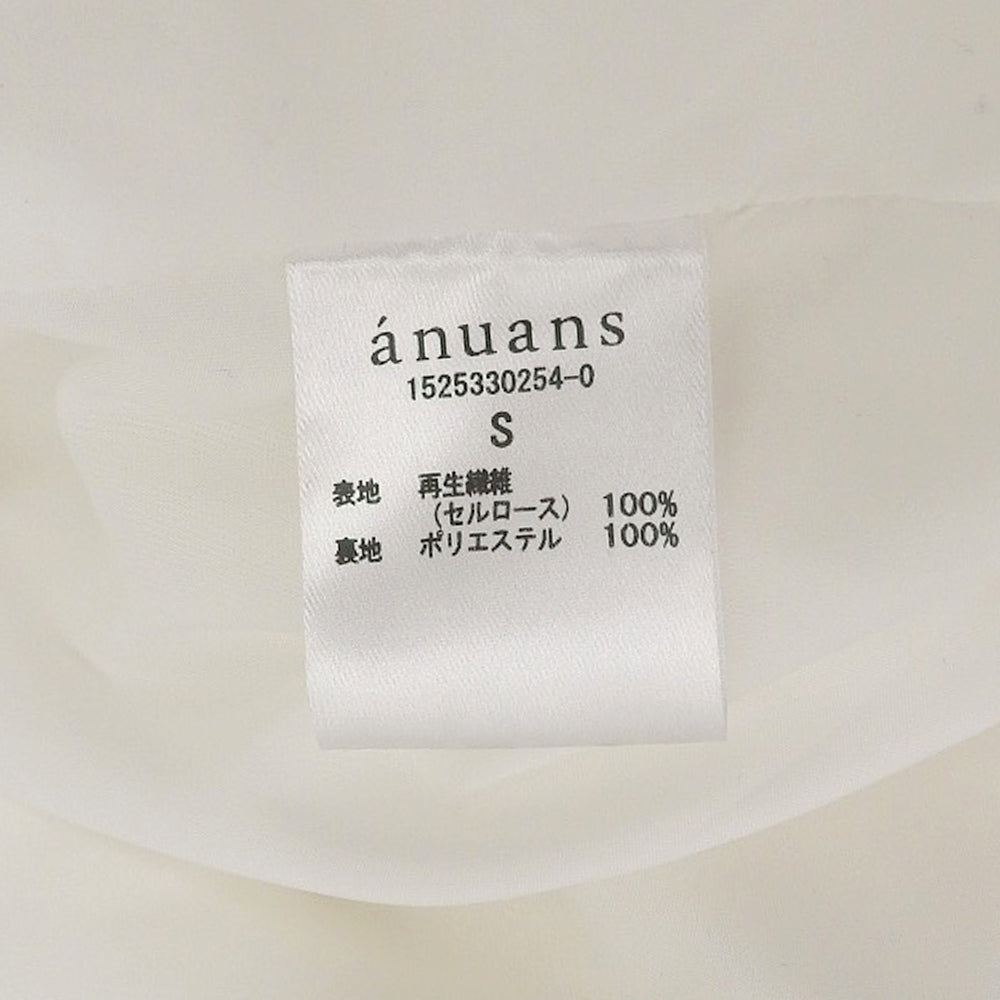 ánuans
1525330254-0
S
表地 再生繊維
(セルロース) 100%
裏地 ポリエステル 100%